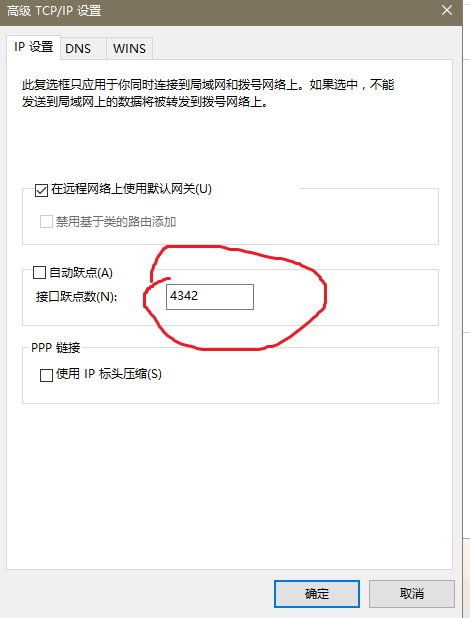 高级 TCP/IP 设置
IP 设置 DNS WINS
此复选框只应用于你同时连接到局域网和拨号网络上。如果选中，不能
发送到局域网上的数据将被转发到拨号网络上。
在远程网络上使用默认网关(U)
禁用基于类的路由添加
自动跃点(A)
接口跃点数(N): 4342
PPP 链接
使用 IP 标头压缩(S)
确定 取消